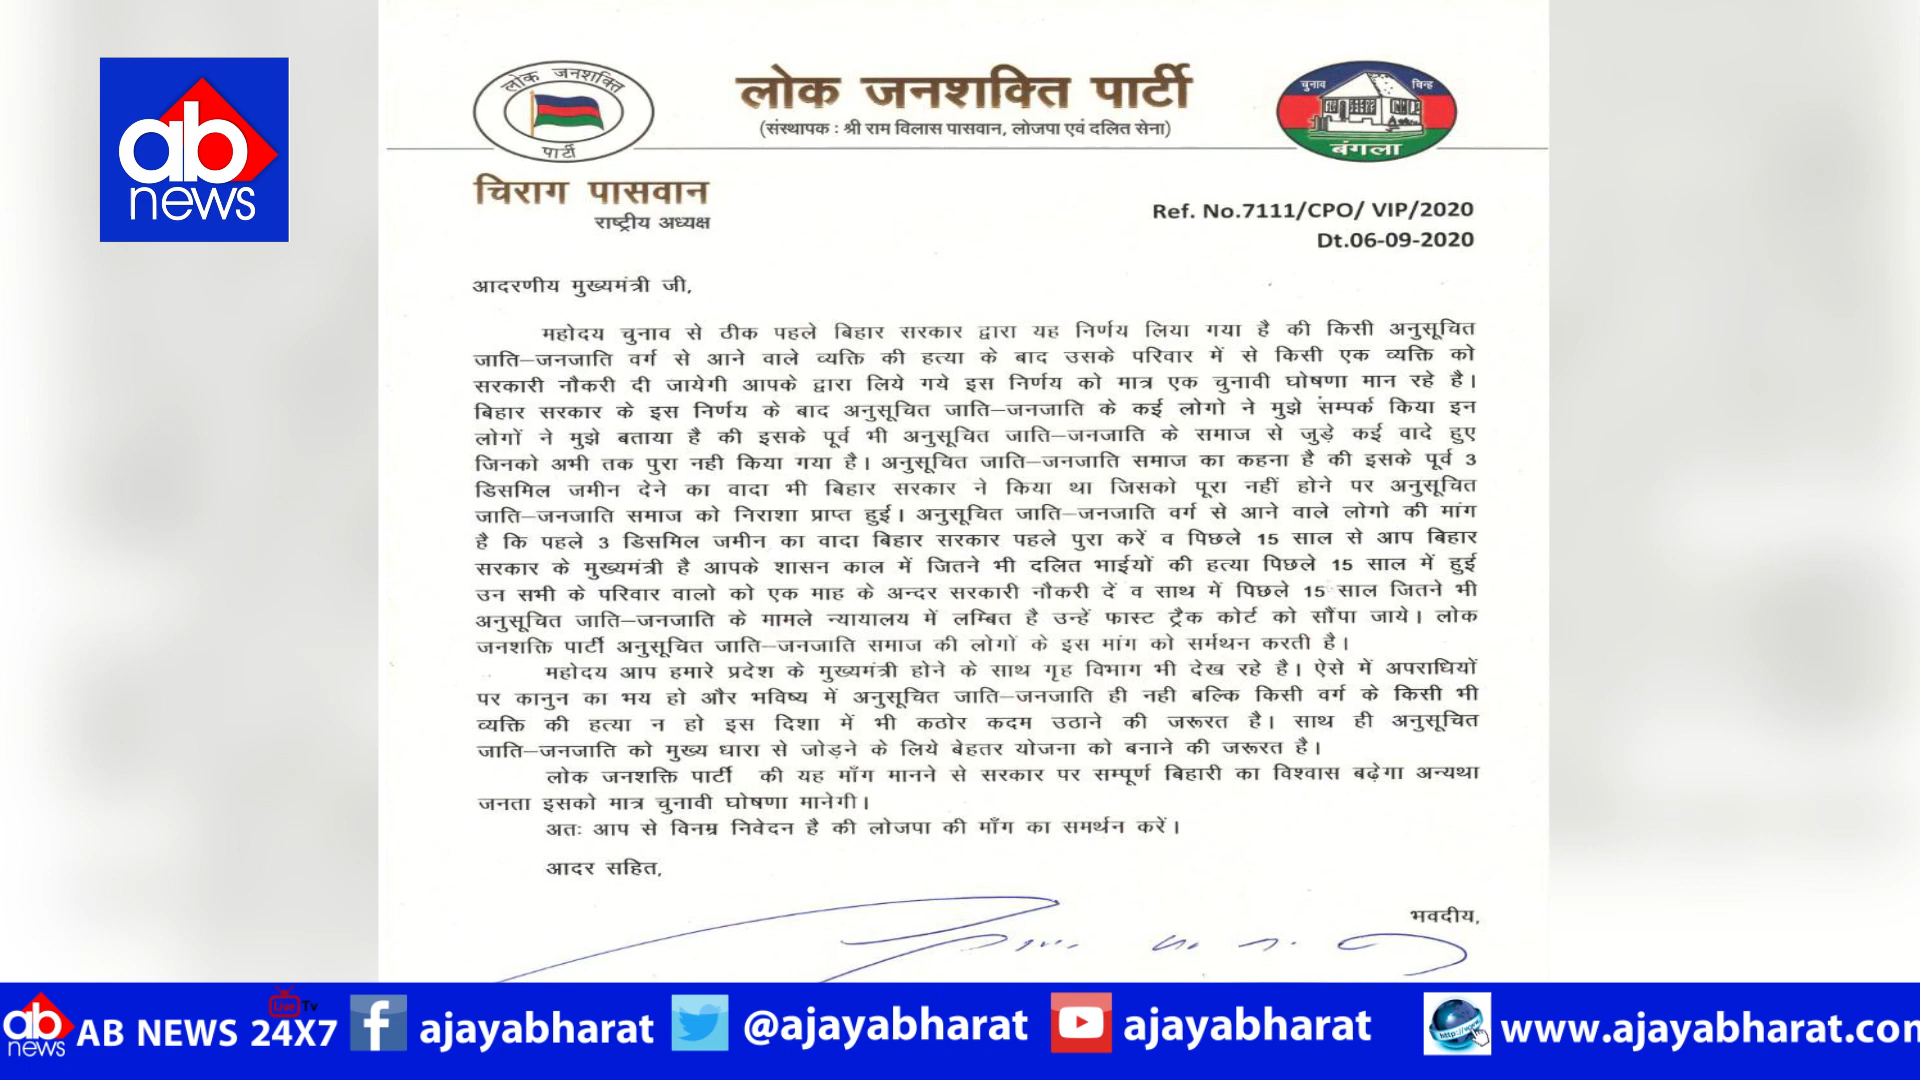 ab
news
लोक जनशक्ति
पार्टी
लोक जनशक्ति पार्टी
(संस्थापक : श्री राम विलास पासवान, लोजपा एवं दलित सेना)
चुनाव चिन्ह
बंगला
चिराग पासवान
राष्ट्रीय अध्यक्ष
Ref. No.7111/CPO/ VIP/2020
Dt.06-09-2020
आदरणीय मुख्यमंत्री जी,
महोदय चुनाव से ठीक पहले बिहार सरकार द्वारा यह निर्णय लिया गया है की किसी अनुसूचित
जाति–जनजाति वर्ग से आने वाले व्यक्ति की हत्या के बाद उसके परिवार में से किसी एक व्यक्ति को
सरकारी नौकरी दी जायेगी आपके द्वारा लिये गये इस निर्णय को मात्र एक चुनावी घोषणा मान रहे है।
बिहार सरकार के इस निर्णय के बाद अनुसूचित जाति–जनजाति के कई लोगो ने मुझे सम्पर्क किया इन
लोगों ने मुझे बताया है की इसके पूर्व भी अनुसूचित जाति–जनजाति के समाज से जुड़े कई वादे हुए
जिनको अभी तक पुरा नही किया गया है। अनुसूचित जाति–जनजाति समाज का कहना है की इसके पूर्व 3
डिसमिल जमीन देने का वादा भी बिहार सरकार ने किया था जिसको पूरा नहीं होने पर अनुसूचित
जाति–जनजाति समाज को निराशा प्राप्त हुई। अनुसूचित जाति–जनजाति वर्ग से आने वाले लोगो की मांग
है कि पहले 3 डिसमिल जमीन का वादा बिहार सरकार पहले पुरा करें व पिछले 15 साल से आप बिहार
सरकार के मुख्यमंत्री है आपके शासन काल में जितने भी दलित भाईयों की हत्या पिछले 15 साल में हुई
उन सभी के परिवार वालो को एक माह के अन्दर सरकारी नौकरी दें व साथ में पिछले 15 साल जितने भी
अनुसूचित जाति–जनजाति के मामले न्यायालय में लम्बित है उन्हें फास्ट ट्रैक कोर्ट को सौंपा जाये। लोक
जनशक्ति पार्टी अनुसूचित जाति–जनजाति समाज की लोगों के इस मांग को सर्मथन करती है।
महोदय आप हमारे प्रदेश के मुख्यमंत्री होने के साथ गृह विभाग भी देख रहे है। ऐसे में अपराधियों
पर कानुन का भय हो और भविष्य में अनुसूचित जाति–जनजाति ही नही बल्कि किसी वर्ग के किसी भी
व्यक्ति की हत्या न हो इस दिशा में भी कठोर कदम उठाने की जरूरत है। साथ ही अनुसूचित
जाति–जनजाति को मुख्य धारा से जोड़ने के लिये बेहतर योजना को बनाने की जरूरत है।
लोक जनशक्ति पार्टी की यह माँग मानने से सरकार पर सम्पूर्ण बिहारी का विश्वास बढ़ेगा अन्यथा
जनता इसको मात्र चुनावी घोषणा मानेगी।
अतः आप से विनम्र निवेदन है की लोजपा की माँग का समर्थन करें।
आदर सहित,
भवदीय,
ab
news
AB NEWS 24X7
Live Tv
ajayabharat
@ajayabharat
ajayabharat
http://www
www.ajayabharat.com